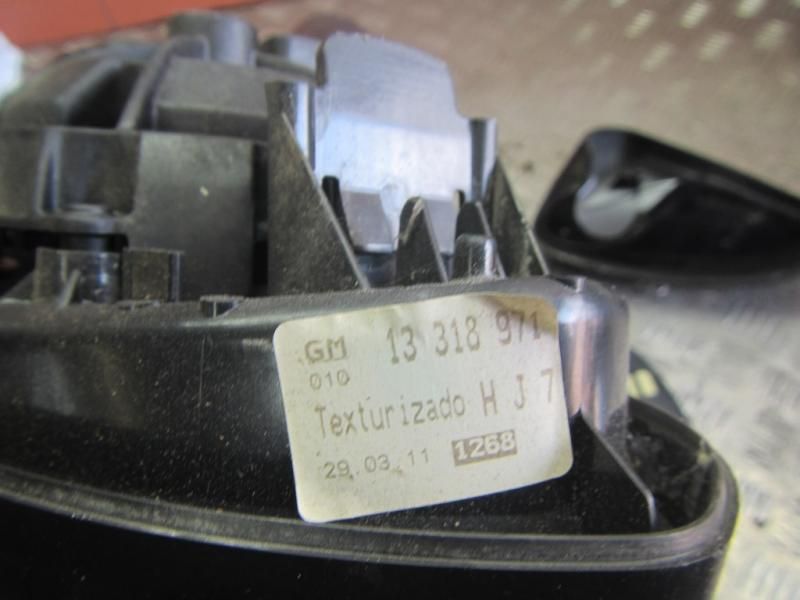 GM 13 318 971
010
Texturizado H J 7
29.03.11 1268